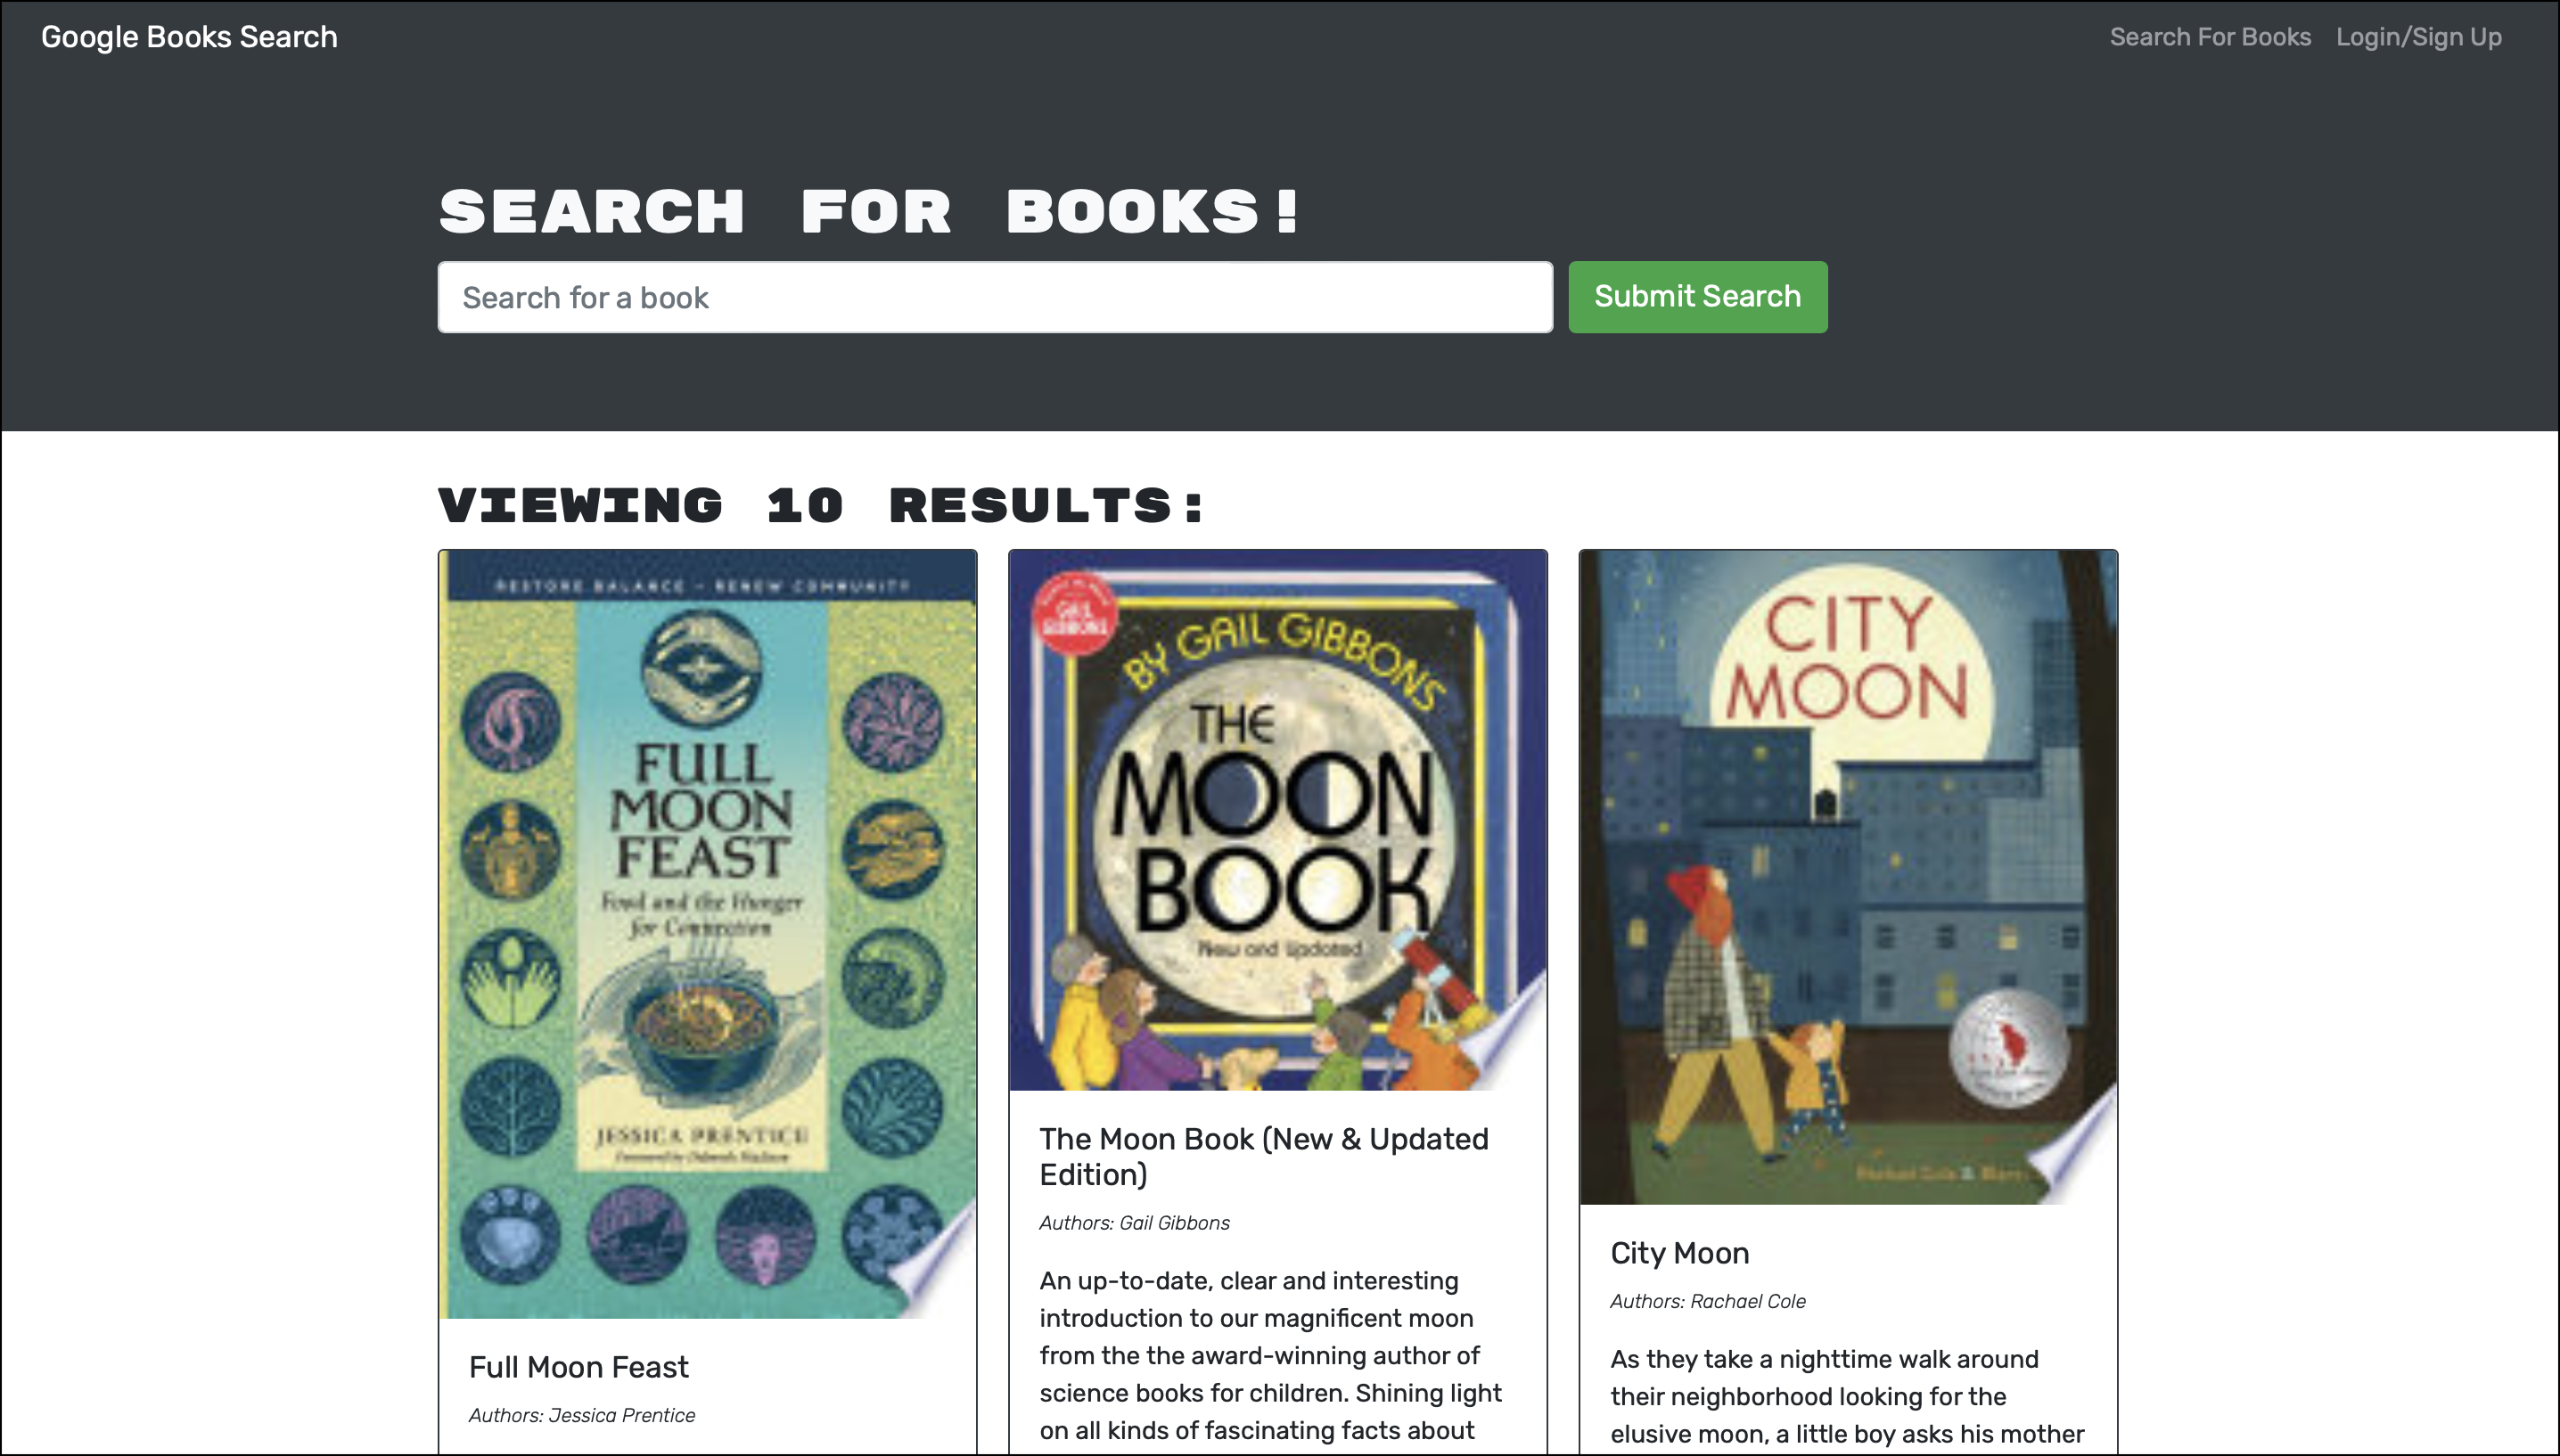 Google Books Search
Search For Books
Login/Sign Up
SEARCH FOR BOOKS!
Search for a book
Submit Search
VIEWING 10 RESULTS:
RESTORE BALANCE – RENEW COMMUNITY
FULL
MOON
FEAST
Food and the Hunger
for Connection
JESSICA PRENTICE
Full Moon Feast
Authors: Jessica Prentice
GAIL
GIBBONS
BY GAIL GIBBONS
THE
MOON
BOOK
New and Updated
The Moon Book (New & Updated
Edition)
Authors: Gail Gibbons
An up-to-date, clear and interesting
introduction to our magnificent moon
from the the award-winning author of
science books for children. Shining light
on all kinds of fascinating facts about
CITY
MOON
Rachael Cole &
City Moon
Authors: Rachael Cole
As they take a nighttime walk around
their neighborhood looking for the
elusive moon, a little boy asks his mother